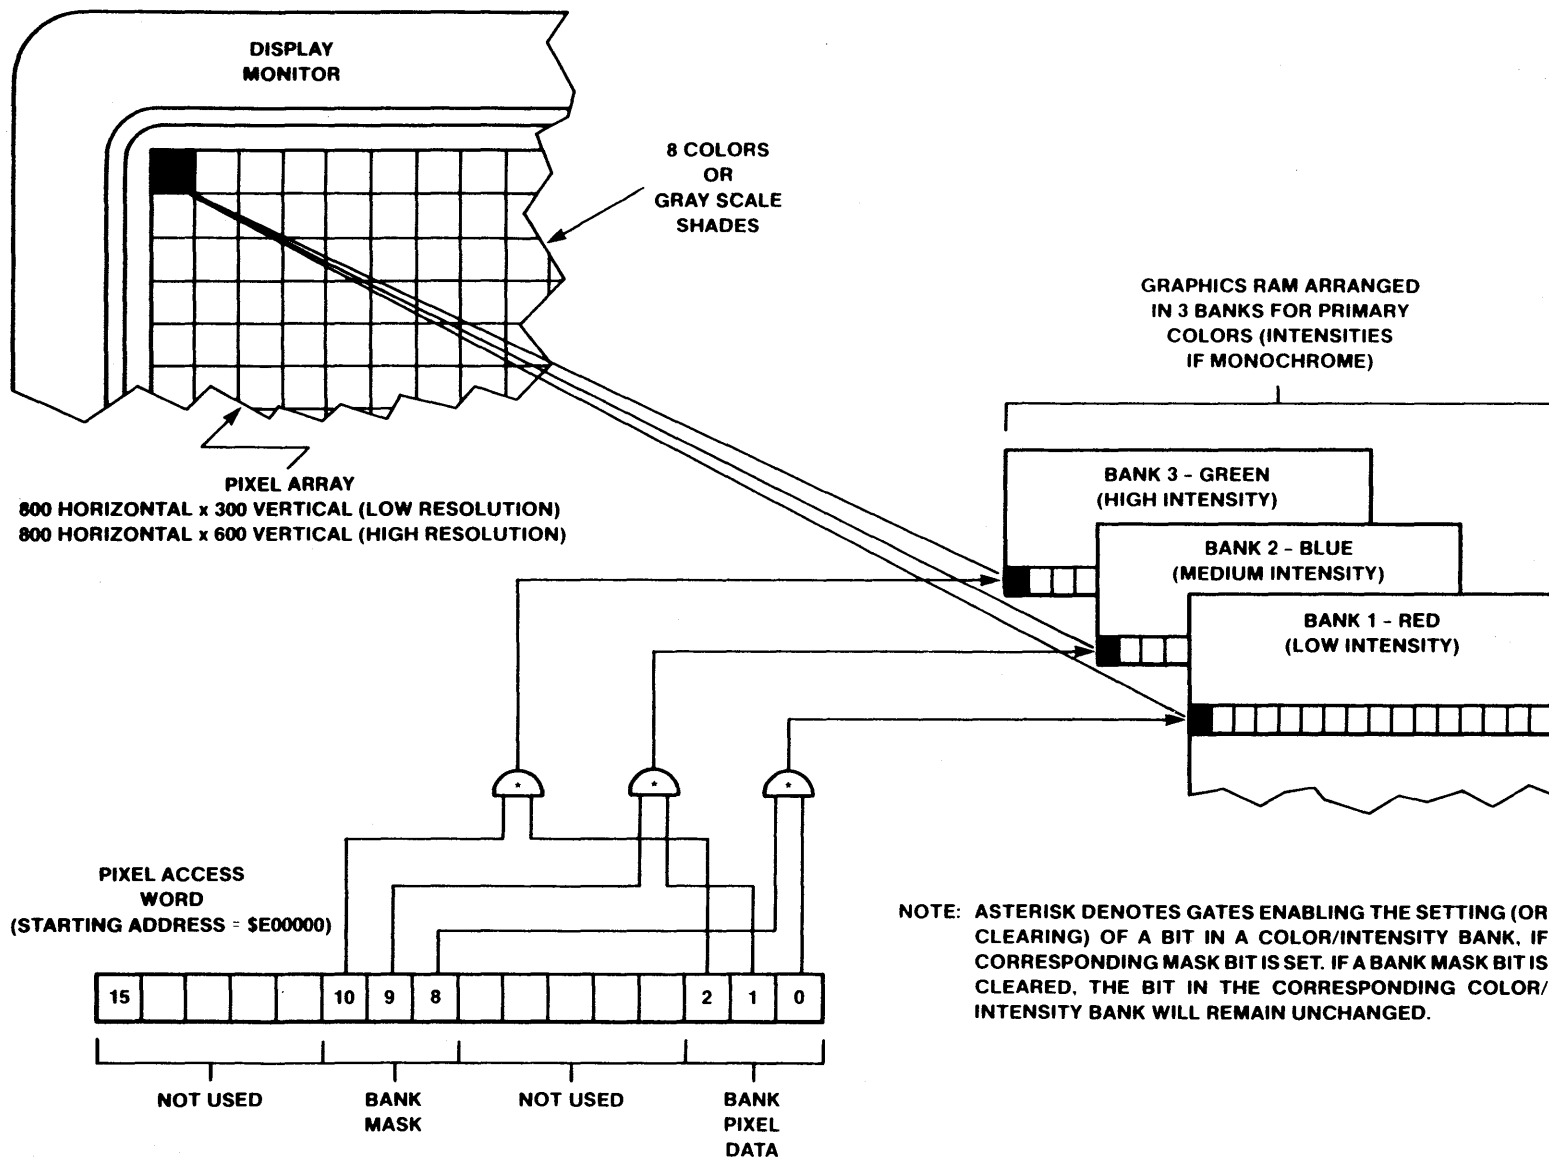 DISPLAY
MONITOR
8 COLORS
OR
GRAY SCALE
SHADES
GRAPHICS RAM ARRANGED
IN 3 BANKS FOR PRIMARY
COLORS (INTENSITIES
IF MONOCHROME)
PIXEL ARRAY
800 HORIZONTAL x 300 VERTICAL (LOW RESOLUTION)
800 HORIZONTAL x 600 VERTICAL (HIGH RESOLUTION)
BANK 3 - GREEN
(HIGH INTENSITY)
BANK 2 - BLUE
(MEDIUM INTENSITY)
BANK 1 - RED
(LOW INTENSITY)
* * *
PIXEL ACCESS
WORD
(STARTING ADDRESS = $E00000)
15 10 9 8 2 1 0
NOT USED
BANK
MASK
NOT USED
BANK
PIXEL
DATA
NOTE: ASTERISK DENOTES GATES ENABLING THE SETTING (OR
CLEARING) OF A BIT IN A COLOR/INTENSITY BANK, IF
CORRESPONDING MASK BIT IS SET. IF A BANK MASK BIT IS
CLEARED, THE BIT IN THE CORRESPONDING COLOR/
INTENSITY BANK WILL REMAIN UNCHANGED.